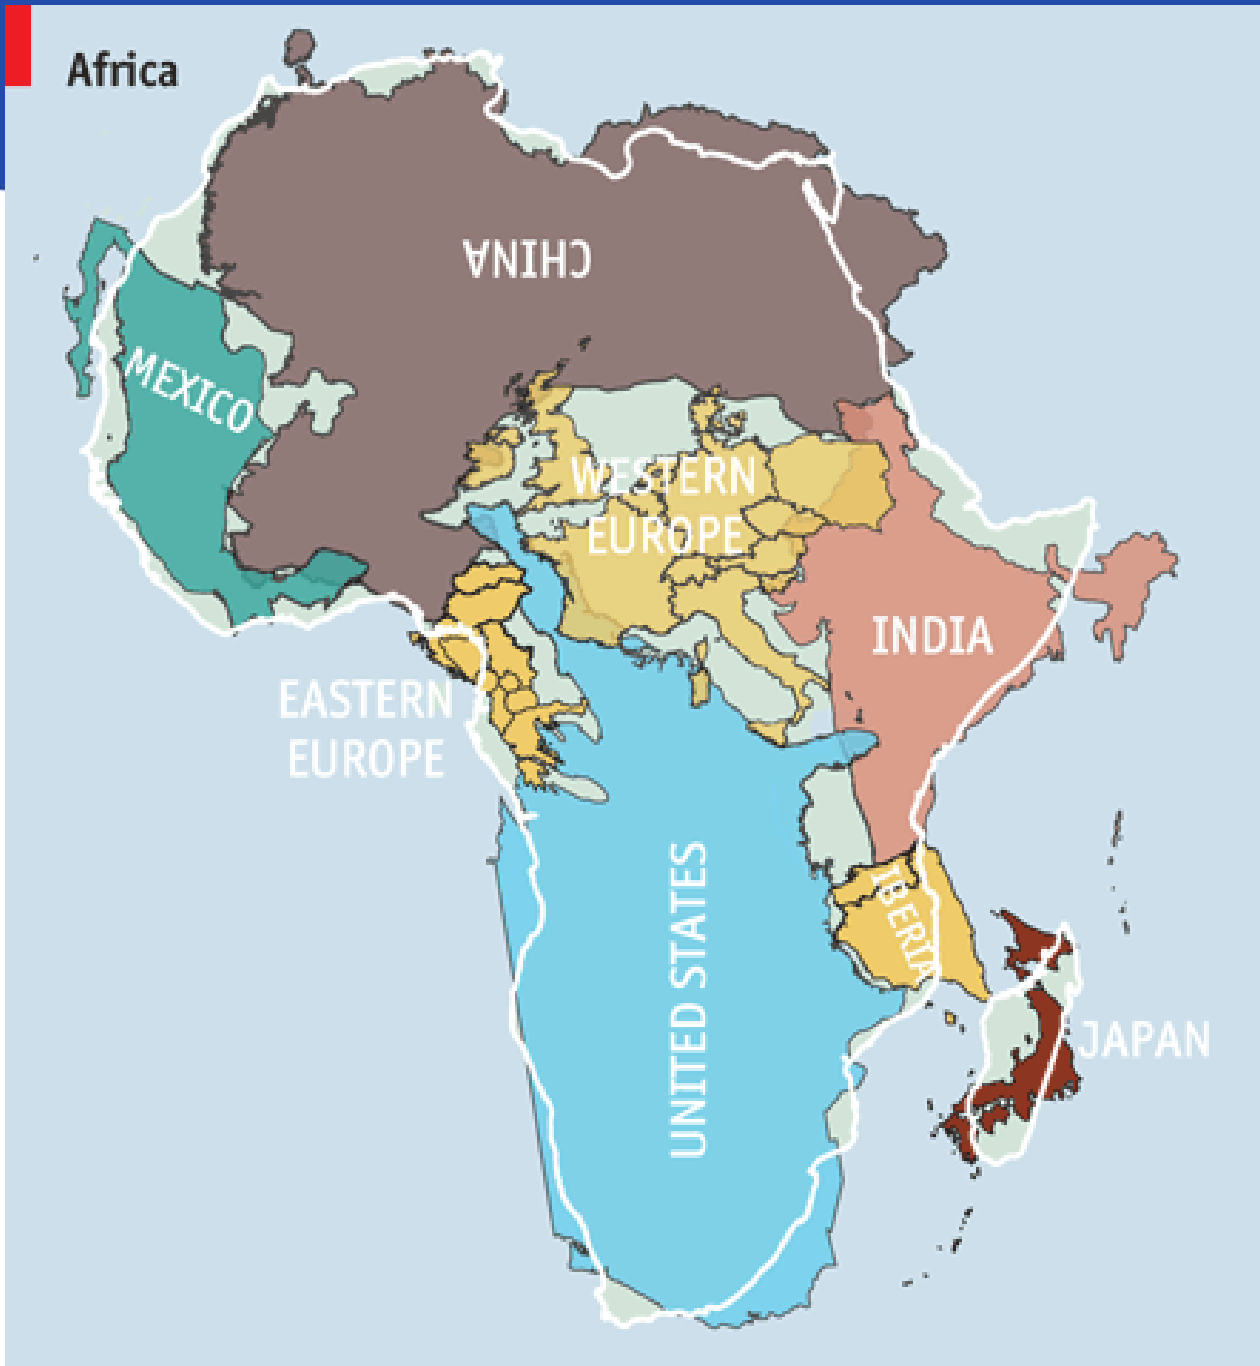 Africa
CHINA
MEXICO
WESTERN
EUROPE
INDIA
EASTERN
EUROPE
IBERIA
UNITED STATES
JAPAN